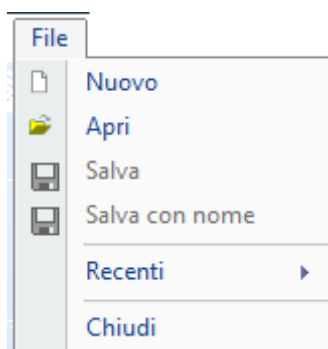 File
Nuovo
Apri
Salva
Salva con nome
Recenti
Chiudi